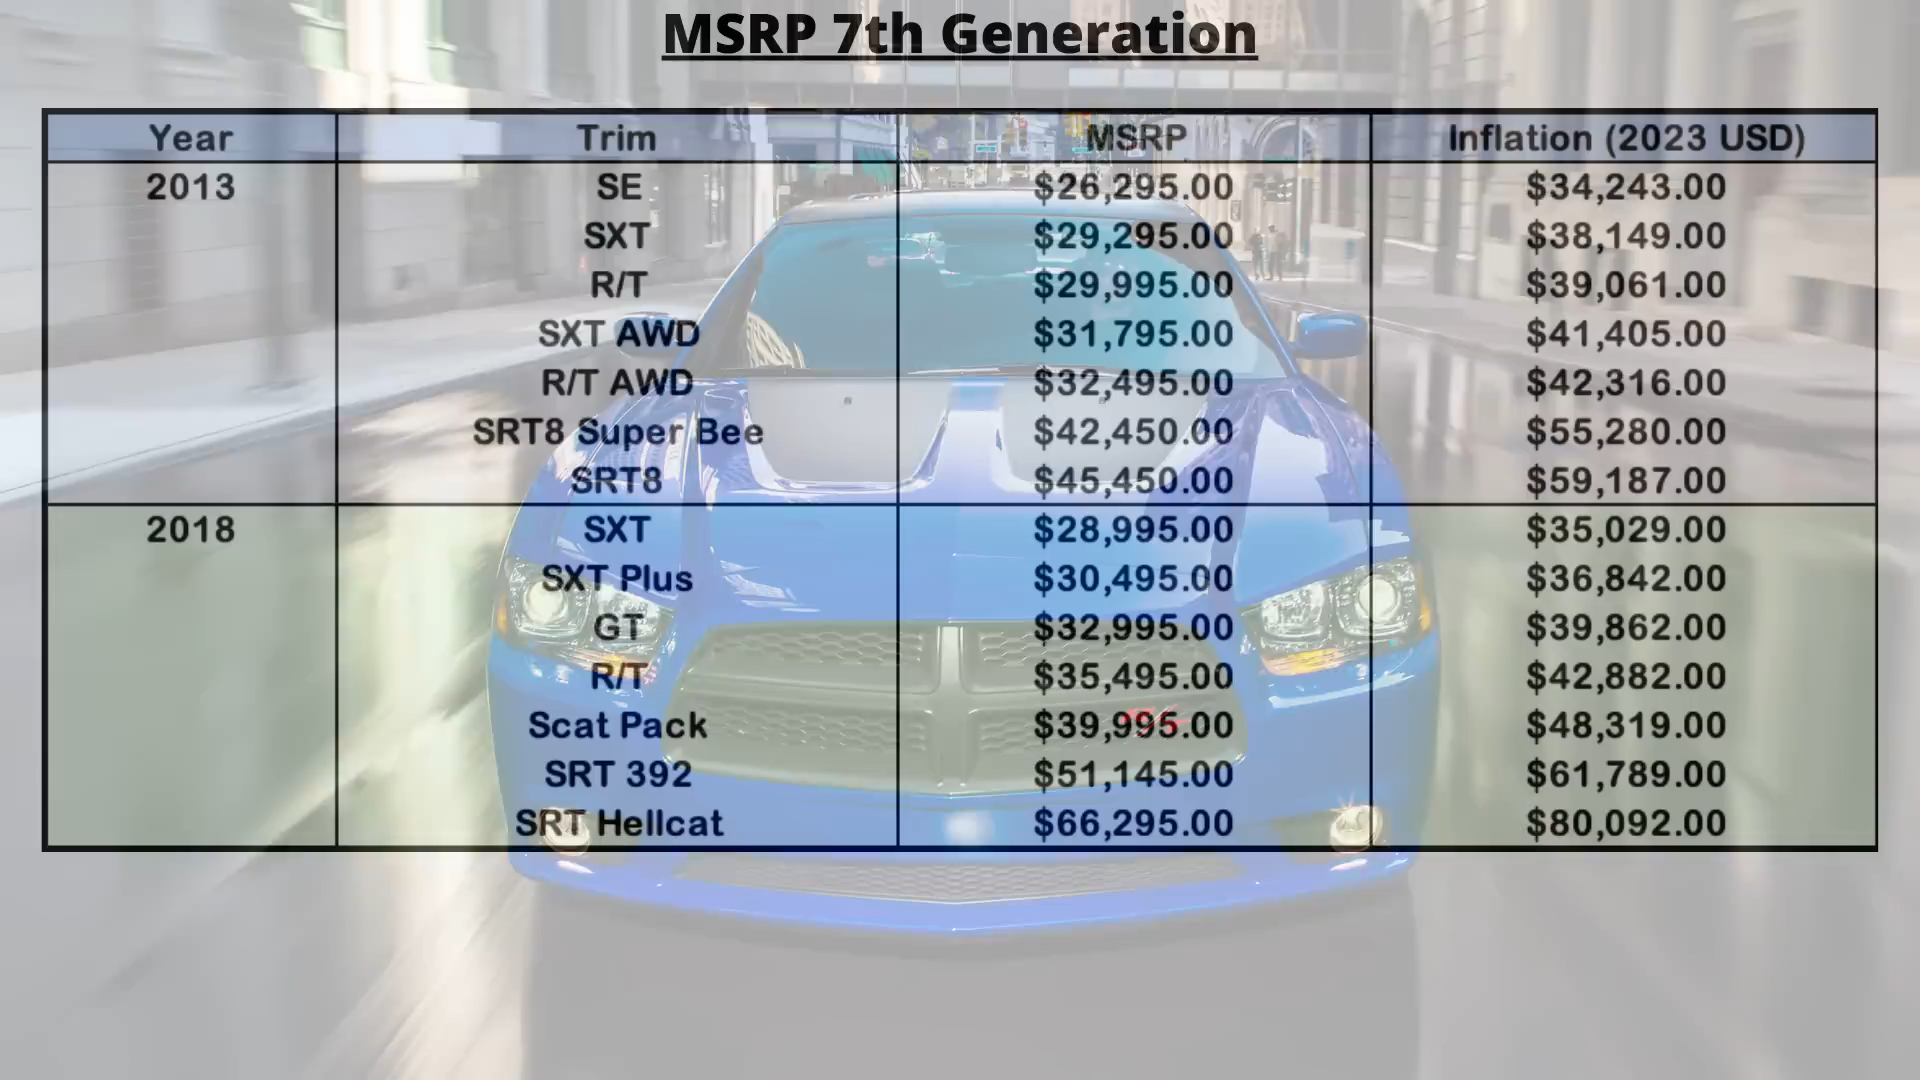 MSRP 7th Generation
Year Trim MSRP Inflation (2023 USD)
2013 SE $26,295.00 $34,243.00
SXT $29,295.00 $38,149.00
R/T $29,995.00 $39,061.00
SXT AWD $31,795.00 $41,405.00
R/T AWD $32,495.00 $42,316.00
SRT8 Super Bee $42,450.00 $55,280.00
SRT8 $45,450.00 $59,187.00
2018 SXT $28,995.00 $35,029.00
SXT Plus $30,495.00 $36,842.00
GT $32,995.00 $39,862.00
R/T $35,495.00 $42,882.00
Scat Pack $39,995.00 $48,319.00
SRT 392 $51,145.00 $61,789.00
SRT Hellcat $66,295.00 $80,092.00